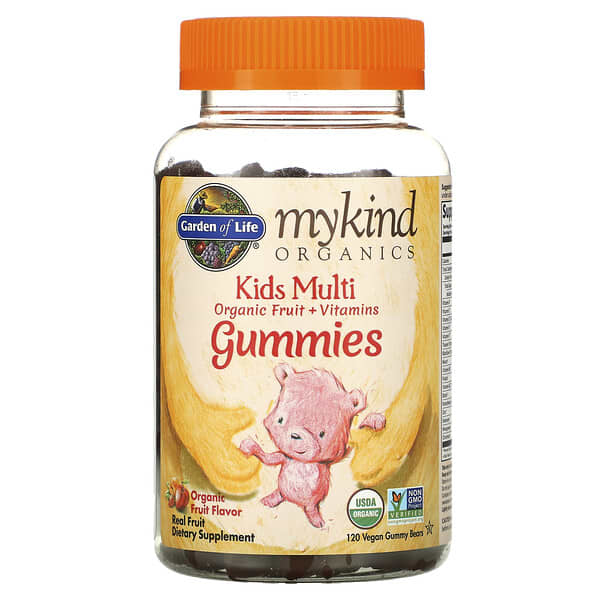 Garden of Life®
mykind
ORGANICS
Kids Multi
Organic Fruit + Vitamins
Gummies
Organic
Fruit Flavor
Real Fruit
Dietary Supplement
USDA
ORGANIC
NON
GMO
Project
VERIFIED
120 Vegan Gummy Bears